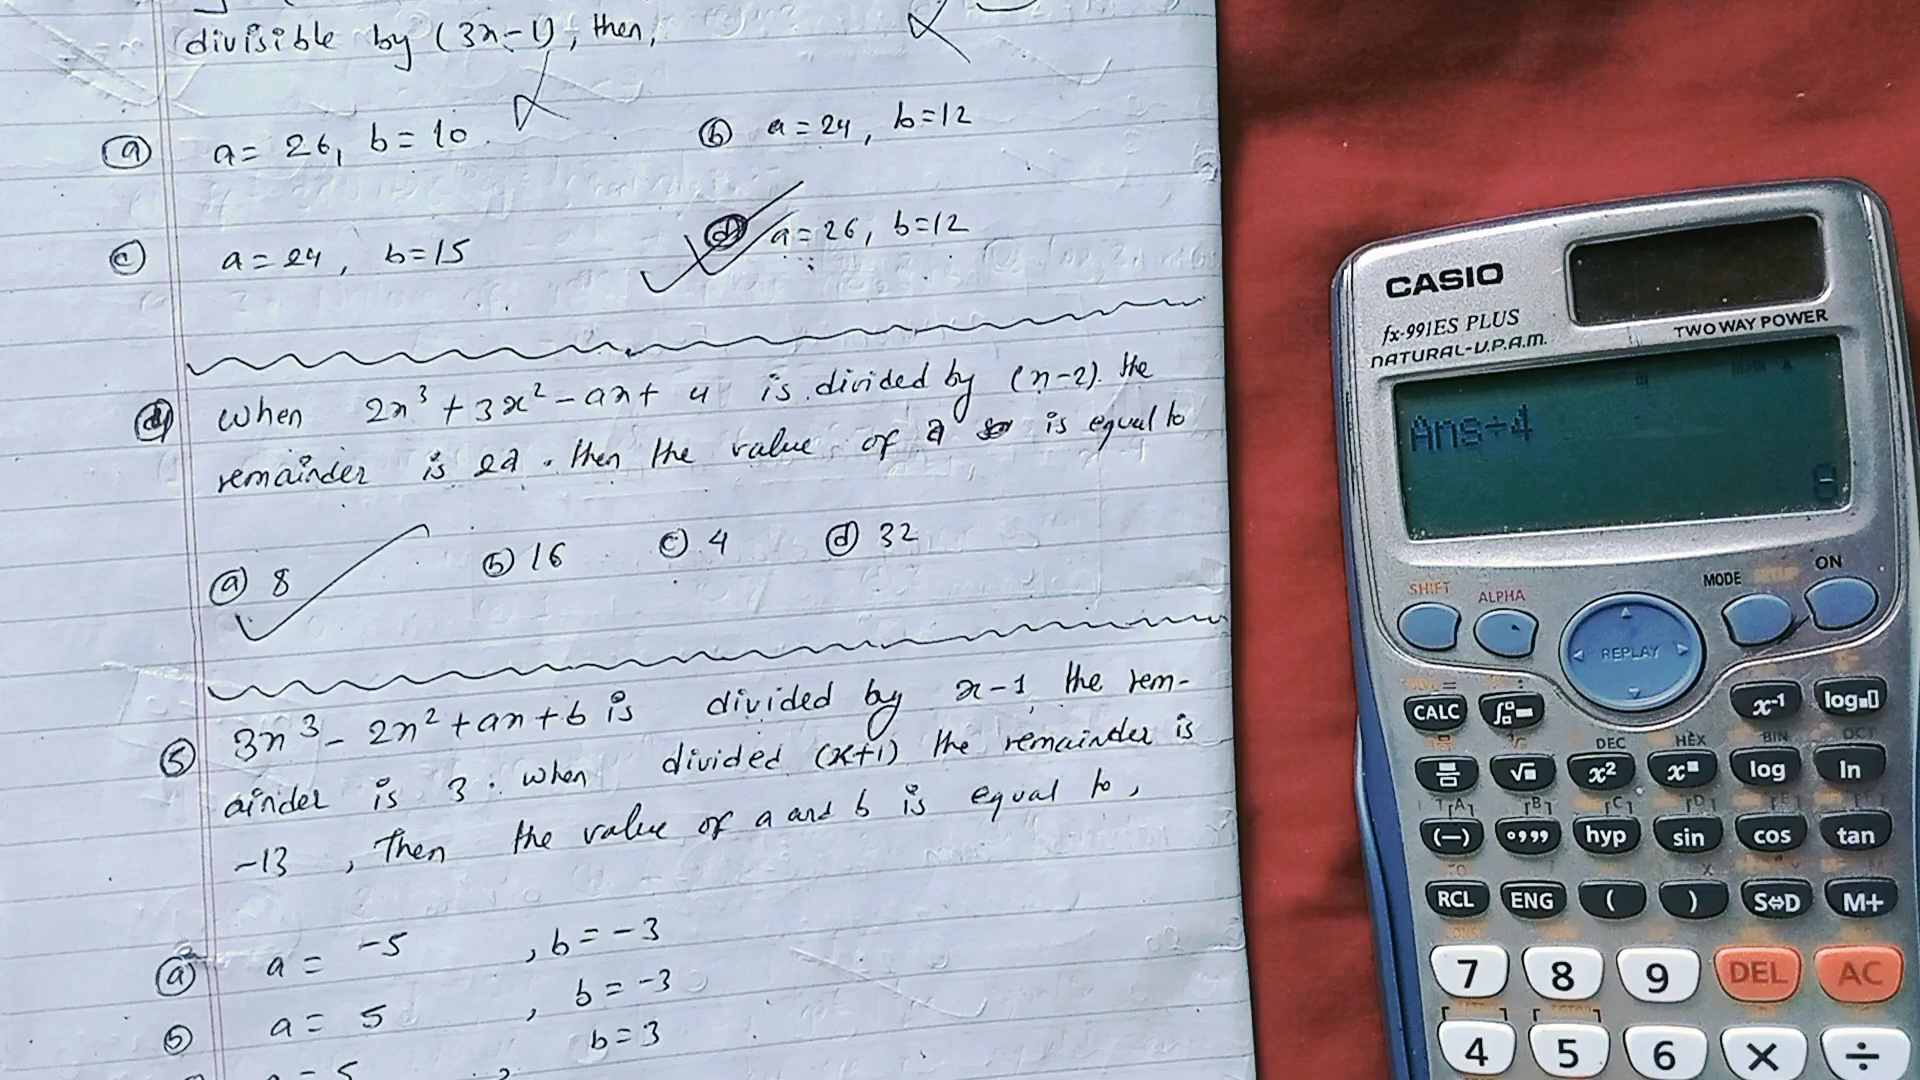 divisible by (3x-1), then,
(a) a = 26, b = 10
(b) a = 24, b=12
(c) a = 24, b=15
(d) a = 26, b=12
(4) When 2x³ + 3x² - ax + 4 is divided by (x-2). the
remainder is 2a. then the value of a is equal to
(a) 8 (b) 16 (c) 4 (d) 32
(5) 3x³ - 2x² + ax + b is divided by x-1 the rem-
ainder is 3. when divided (x+1) the remainder is
-13, Then the value of a and b is equal to,
(a) a = -5, b = -3
(b) a = 5, b = -3
a = 5 b = 3
CASIO
fx-991ES PLUS
NATURAL-V.P.A.M.
TWO WAY POWER
Ans÷4
SHIFT ALPHA REPLAY MODE SETUP ON
CALC ∫ x⁻¹ log
DEC HEX BIN OCT
√ x² x log ln
A B C D E F
(−) °’’’ hyp sin cos tan
RCL ENG ( ) S⇔D M+
7 8 9 DEL AC
4 5 6 × ÷